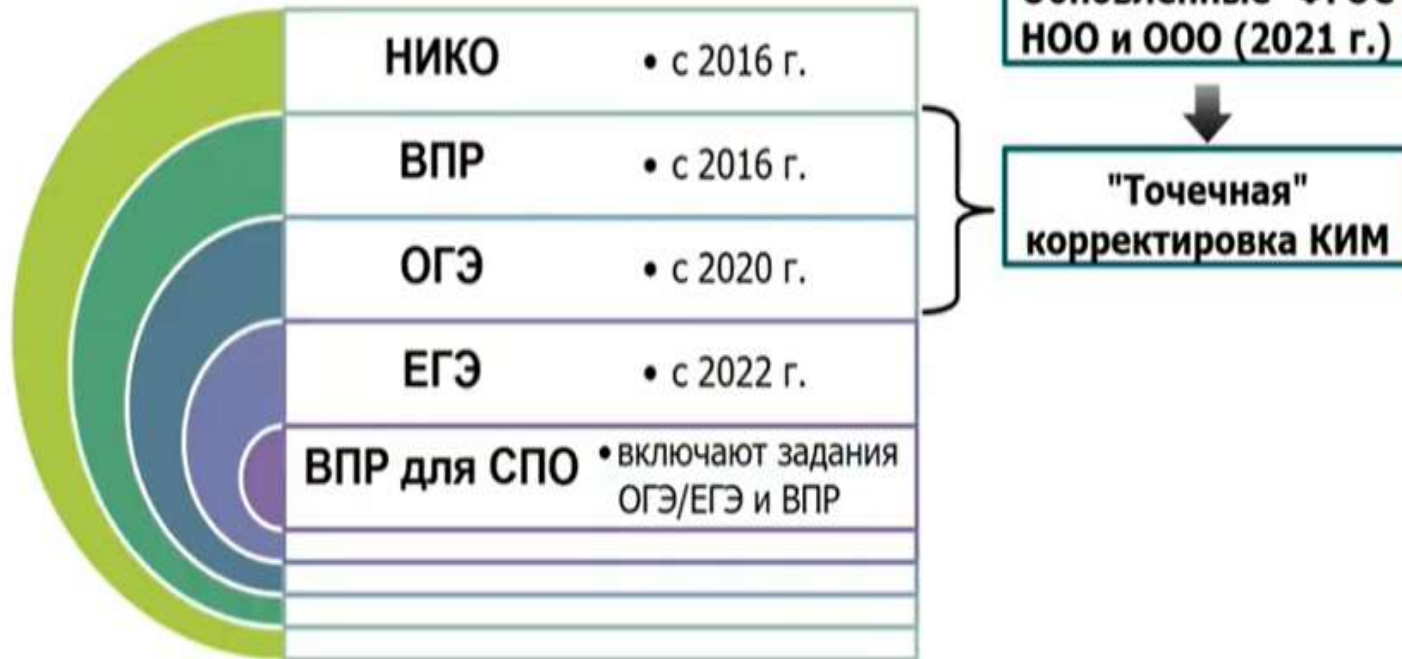 НИКО • с 2016 г.
ВПР • с 2016 г.
ОГЭ • с 2020 г.
ЕГЭ • с 2022 г.
ВПР для СПО • включают задания
ОГЭ/ЕГЭ и ВПР
НОО и ООО (2021 г.)
"Точечная"
корректировка КИМ